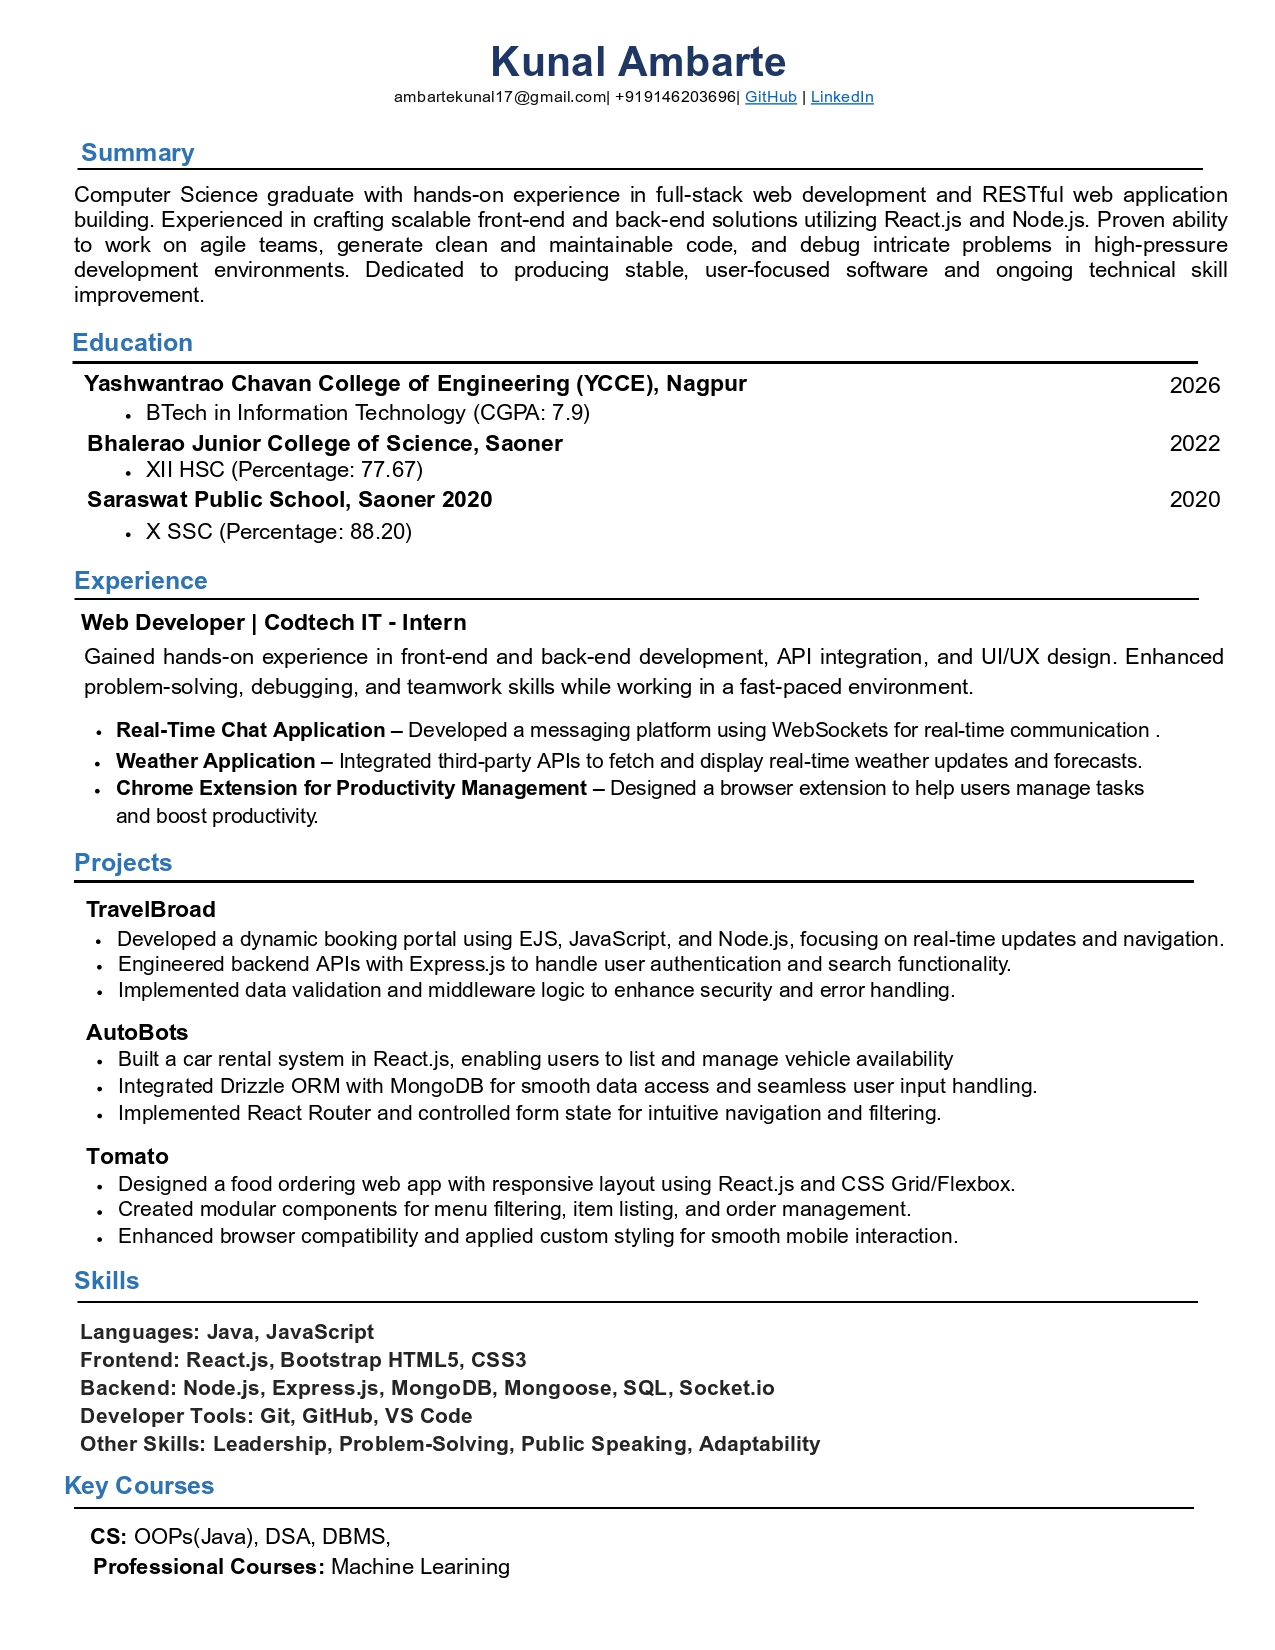 Kunal Ambarte
ambartekunal17@gmail.com| +919146203696| GitHub | LinkedIn
Summary
Computer Science graduate with hands-on experience in full-stack web development and RESTful web application
building. Experienced in crafting scalable front-end and back-end solutions utilizing React.js and Node.js. Proven ability
to work on agile teams, generate clean and maintainable code, and debug intricate problems in high-pressure
development environments. Dedicated to producing stable, user-focused software and ongoing technical skill
improvement.
Education
Yashwantrao Chavan College of Engineering (YCCE), Nagpur 2026
• BTech in Information Technology (CGPA: 7.9)
Bhalerao Junior College of Science, Saoner 2022
• XII HSC (Percentage: 77.67)
Saraswat Public School, Saoner 2020 2020
• X SSC (Percentage: 88.20)
Experience
Web Developer | Codtech IT - Intern
Gained hands-on experience in front-end and back-end development, API integration, and UI/UX design. Enhanced
problem-solving, debugging, and teamwork skills while working in a fast-paced environment.
• Real-Time Chat Application – Developed a messaging platform using WebSockets for real-time communication .
• Weather Application – Integrated third-party APIs to fetch and display real-time weather updates and forecasts.
• Chrome Extension for Productivity Management – Designed a browser extension to help users manage tasks
and boost productivity.
Projects
TravelBroad
• Developed a dynamic booking portal using EJS, JavaScript, and Node.js, focusing on real-time updates and navigation.
• Engineered backend APIs with Express.js to handle user authentication and search functionality.
• Implemented data validation and middleware logic to enhance security and error handling.
AutoBots
• Built a car rental system in React.js, enabling users to list and manage vehicle availability
• Integrated Drizzle ORM with MongoDB for smooth data access and seamless user input handling.
• Implemented React Router and controlled form state for intuitive navigation and filtering.
Tomato
• Designed a food ordering web app with responsive layout using React.js and CSS Grid/Flexbox.
• Created modular components for menu filtering, item listing, and order management.
• Enhanced browser compatibility and applied custom styling for smooth mobile interaction.
Skills
Languages: Java, JavaScript
Frontend: React.js, Bootstrap HTML5, CSS3
Backend: Node.js, Express.js, MongoDB, Mongoose, SQL, Socket.io
Developer Tools: Git, GitHub, VS Code
Other Skills: Leadership, Problem-Solving, Public Speaking, Adaptability
Key Courses
CS: OOPs(Java), DSA, DBMS,
Professional Courses: Machine Learining